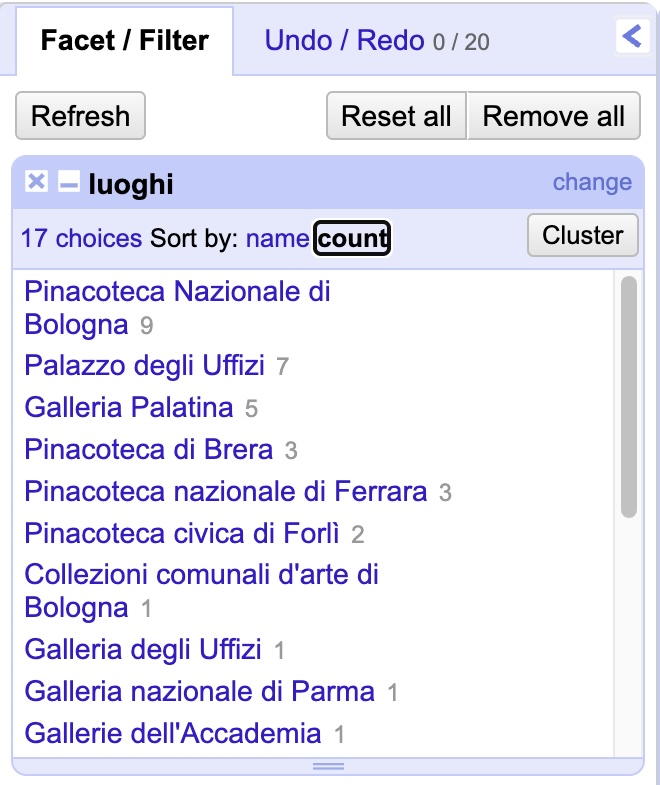 Facet / Filter Undo / Redo 0 / 20 <
Refresh Reset all Remove all
luoghi change
17 choices Sort by: name count Cluster
Pinacoteca Nazionale di
Bologna 9
Palazzo degli Uffizi 7
Galleria Palatina 5
Pinacoteca di Brera 3
Pinacoteca nazionale di Ferrara 3
Pinacoteca civica di Forlì 2
Collezioni comunali d'arte di
Bologna 1
Galleria degli Uffizi 1
Galleria nazionale di Parma 1
Gallerie dell'Accademia 1